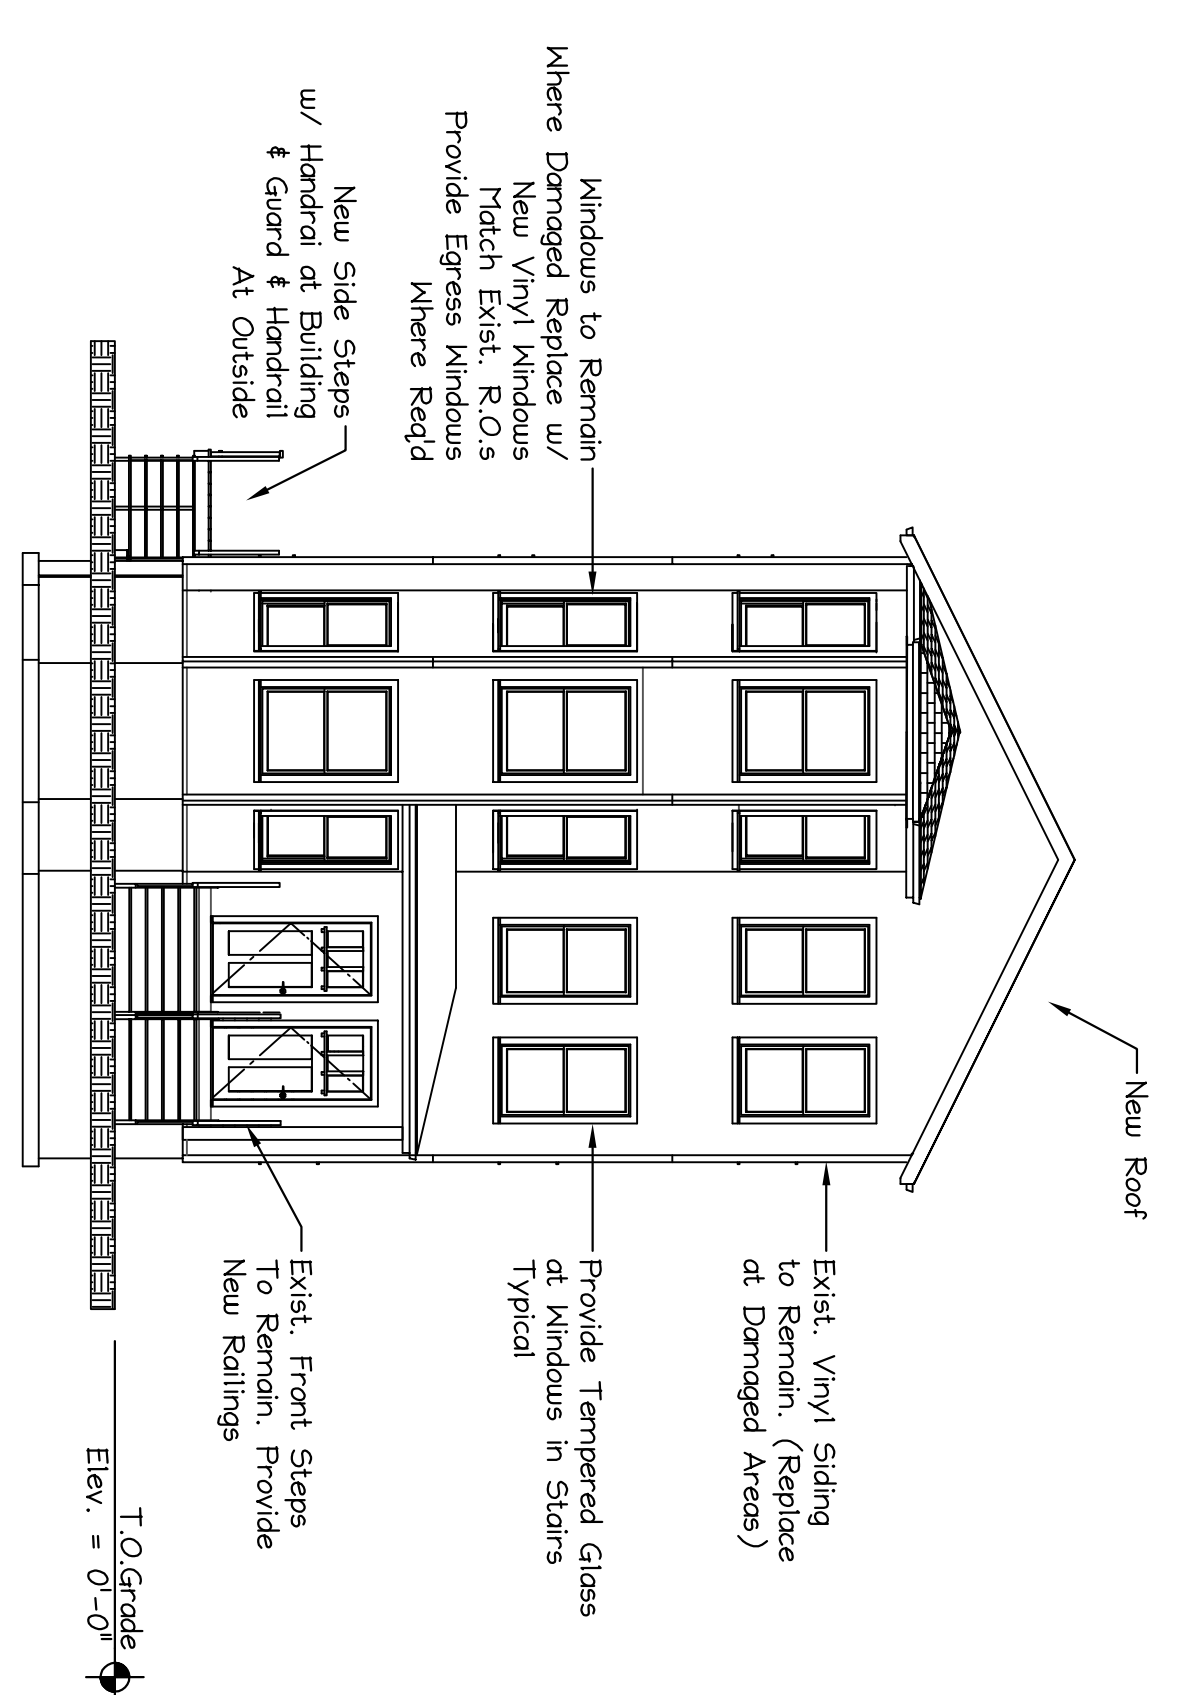 New Roof
Windows to Remain
Where Damaged Replace w/
New Vinyl Windows
Match Exist. R.O.s
Provide Egress Windows
Where Req'd
New Side Steps
w/ Handrai at Building
& Guard & Handrail
At Outside
Exist. Vinyl Siding
to Remain. (Replace
at Damaged Areas)
Provide Tempered Glass
at Windows in Stairs
Typical
Exist. Front Steps
To Remain. Provide
New Railings
T.O.Grade
Elev. = 0'-0"